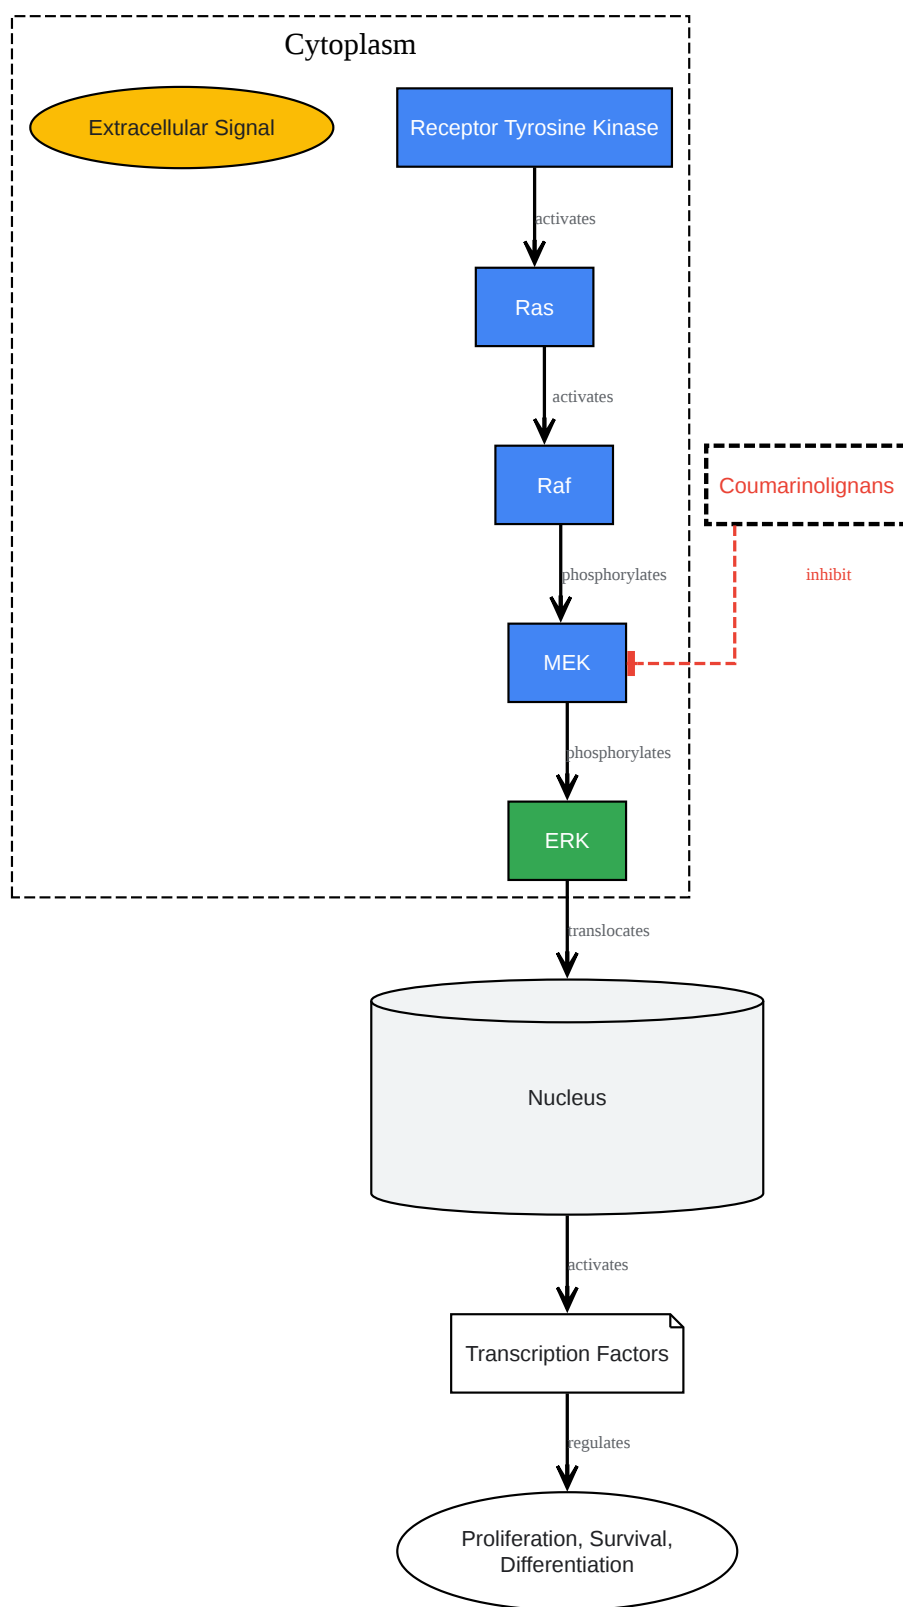 Cytoplasm
Extracellular Signal
Receptor Tyrosine Kinase
activates
Ras
activates
Raf
Coumarinolignans
phosphorylates
inhibit
MEK
phosphorylates
ERK
translocates
Nucleus
activates
Transcription Factors
regulates
Proliferation, Survival,
Differentiation